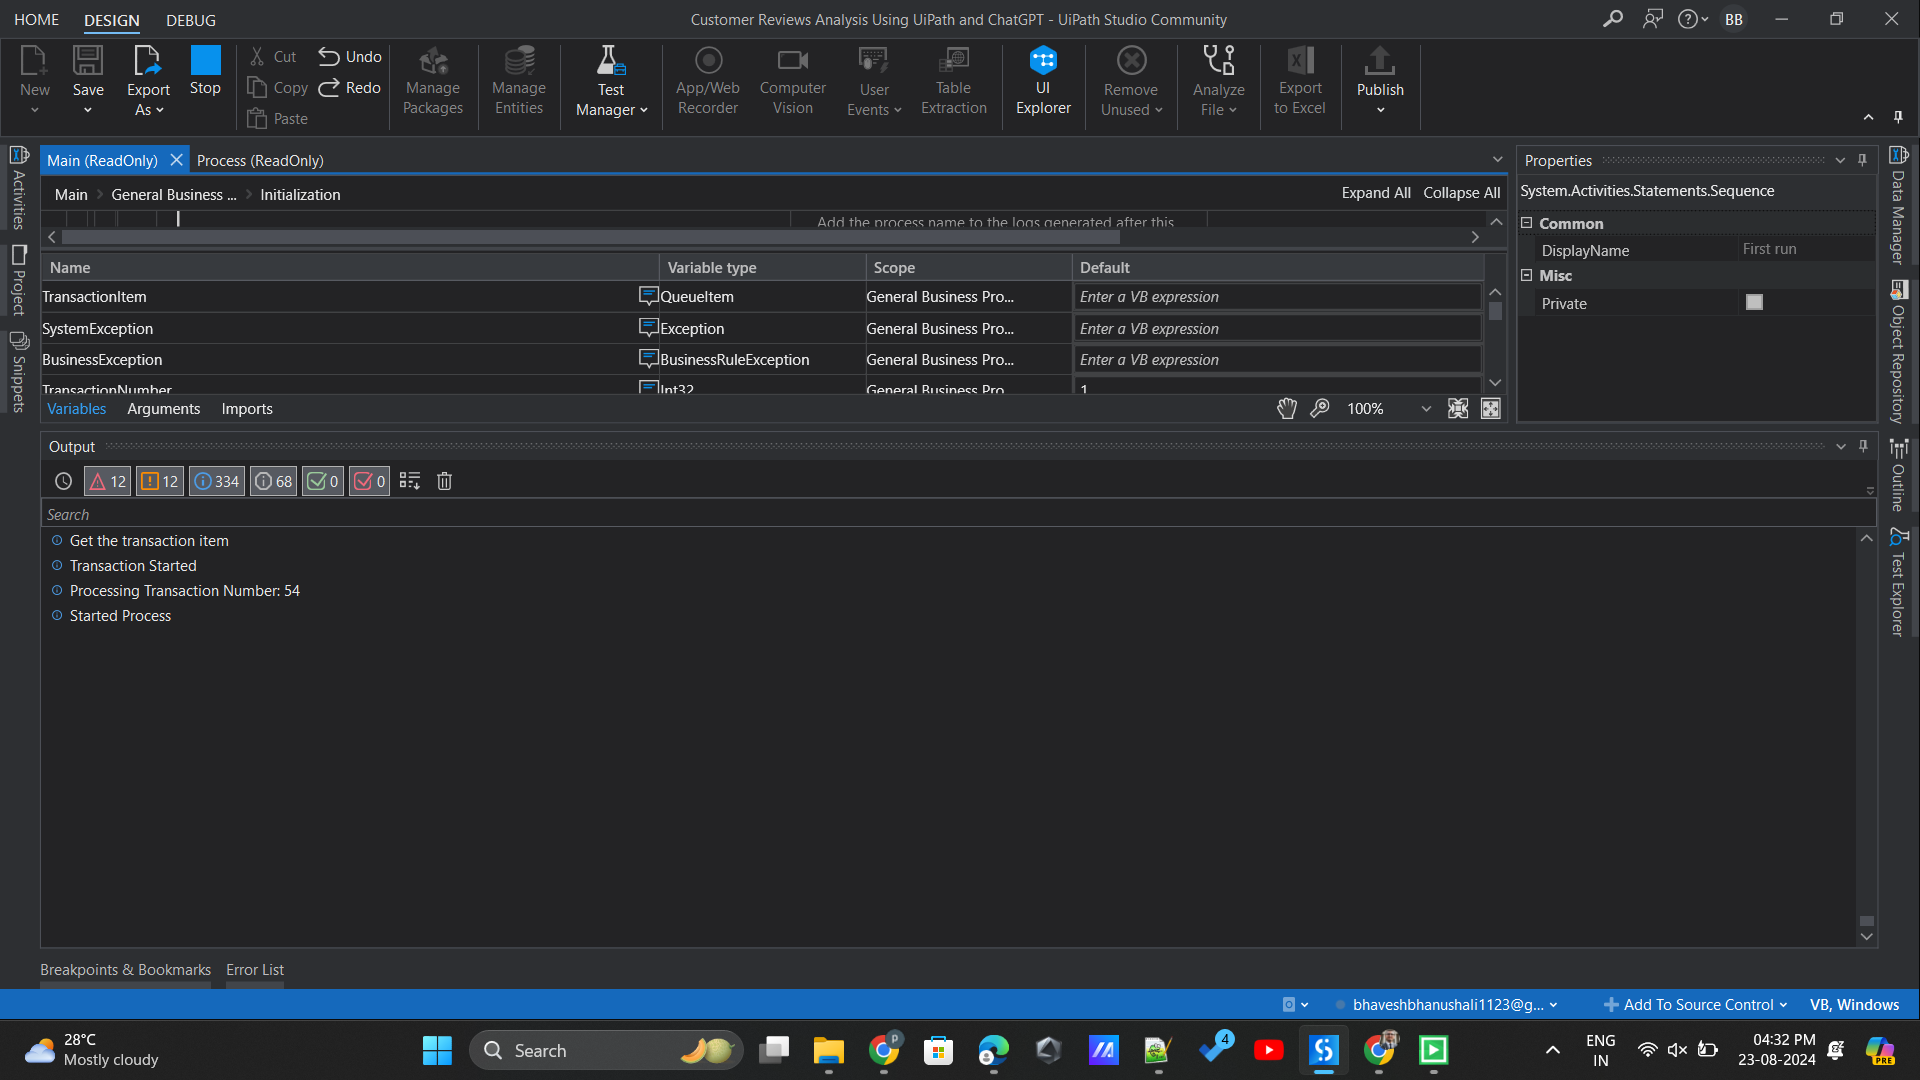 HOME DESIGN DEBUG
Customer Reviews Analysis Using UiPath and ChatGPT - UiPath Studio Community
BB
New
Save
Export As
Stop
Cut
Copy
Paste
Undo
Redo
Manage Packages
Manage Entities
Test Manager
App/Web Recorder
Computer Vision
User Events
Table Extraction
UI Explorer
Remove Unused
Analyze File
Export to Excel
Publish
Activities
Project
Snippets
Main (ReadOnly)
Process (ReadOnly)
Main General Business ... Initialization
Expand All Collapse All
Add the process name to the logs generated after this
Name Variable type Scope Default
TransactionItem QueueItem General Business Pro... Enter a VB expression
SystemException Exception General Business Pro... Enter a VB expression
BusinessException BusinessRuleException General Business Pro... Enter a VB expression
TransactionNumber Int32 General Business Pro 1
Variables Arguments Imports
100%
Properties
System.Activities.Statements.Sequence
Common
DisplayName First run
Misc
Private
Data Manager
Object Repository
Outline
Test Explorer
Output
12 12 334 68 0 0
Search
Get the transaction item
Transaction Started
Processing Transaction Number: 54
Started Process
Breakpoints & Bookmarks Error List
bhaveshbhanushali1123@g...
Add To Source Control
VB, Windows
28°C
Mostly cloudy
Search
P
4
ENG
IN
04:32 PM
23-08-2024
PRE